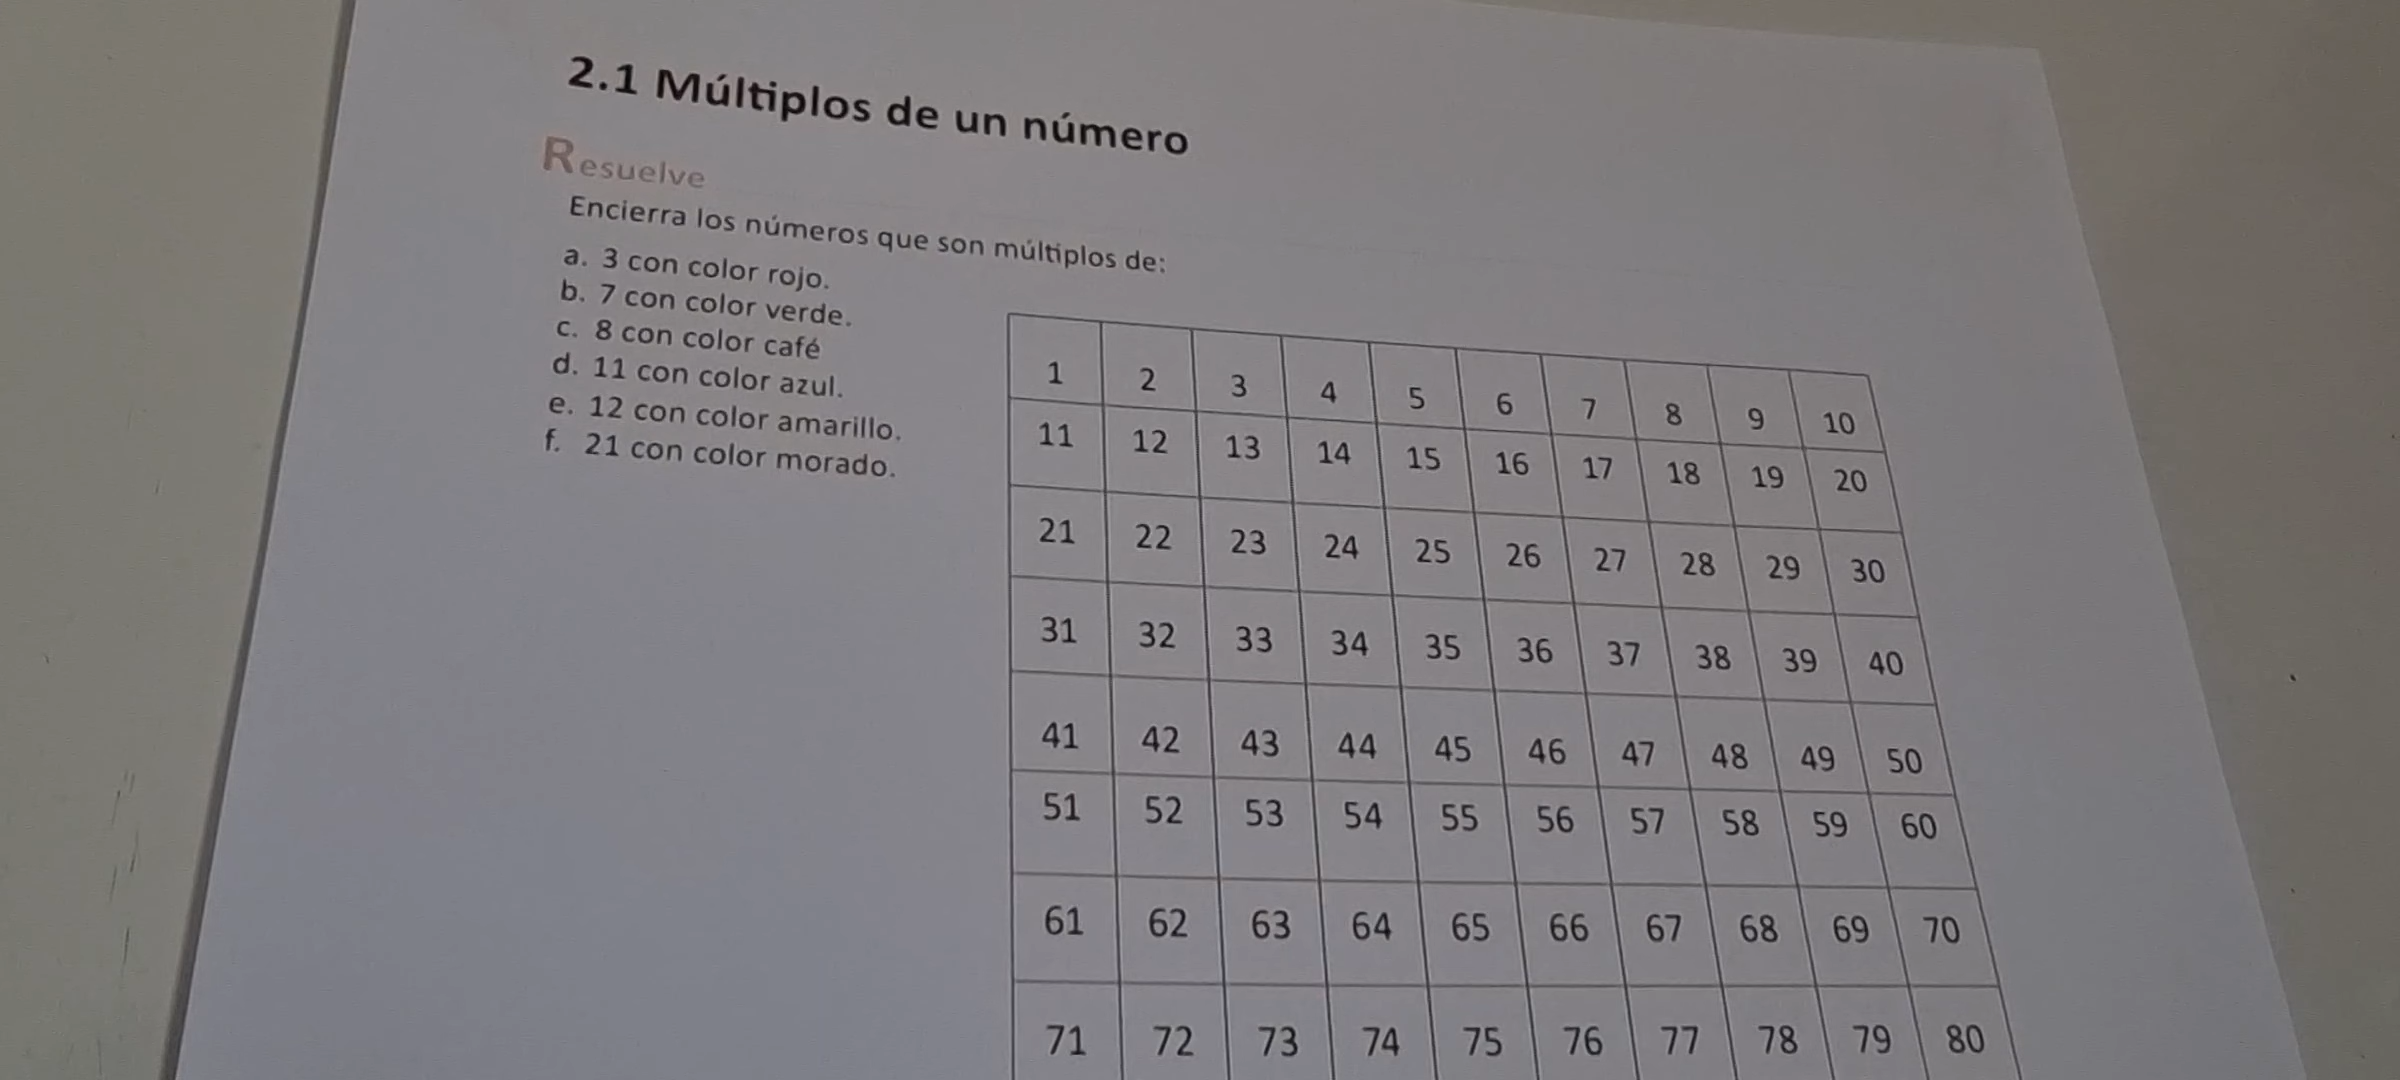 2.1 Múltiplos de un número
Resuelve
Encierra los números que son múltiplos de:
a. 3 con color rojo.
b. 7 con color verde.
c. 8 con color café
d. 11 con color azul.
e. 12 con color amarillo.
f. 21 con color morado.
1 2 3 4 5 6 7 8 9 10
11 12 13 14 15 16 17 18 19 20
21 22 23 24 25 26 27 28 29 30
31 32 33 34 35 36 37 38 39 40
41 42 43 44 45 46 47 48 49 50
51 52 53 54 55 56 57 58 59 60
61 62 63 64 65 66 67 68 69 70
71 72 73 74 75 76 77 78 79 80